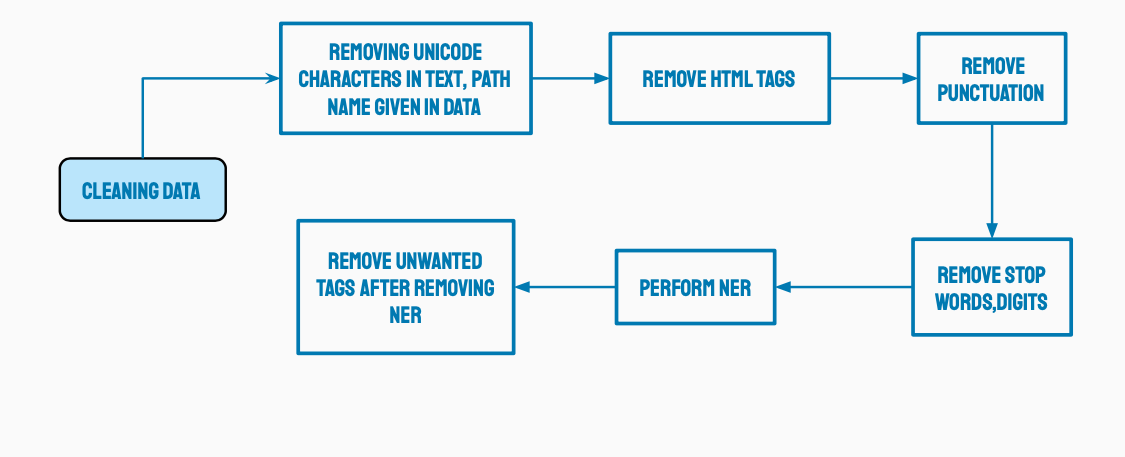 CLEANING DATA
REMOVING UNICODE
CHARACTERS IN TEXT, PATH
NAME GIVEN IN DATA
REMOVE HTML TAGS
REMOVE
PUNCTUATION
REMOVE STOP
WORDS,DIGITS
PERFORM NER
REMOVE UNWANTED
TAGS AFTER REMOVING
NER